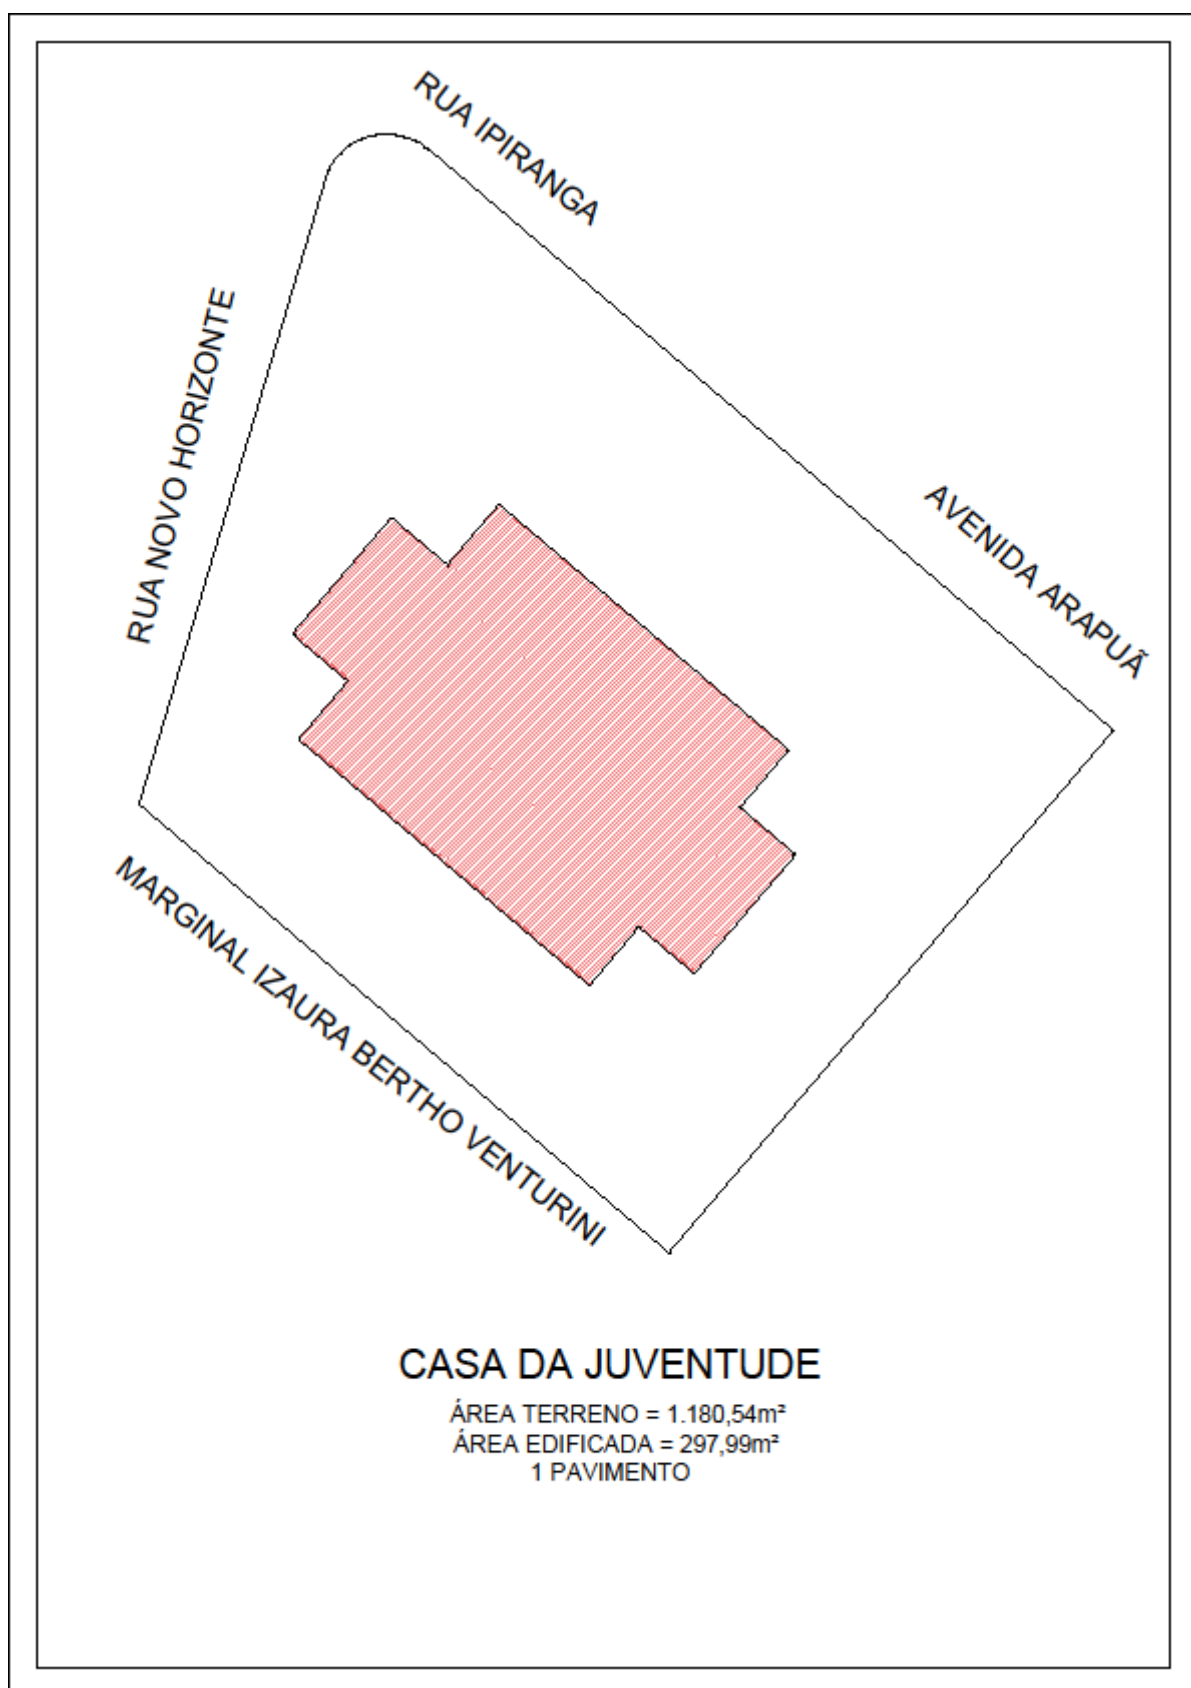 RUA IPIRANGA
RUA NOVO HORIZONTE
AVENIDA ARAPUÃ
MARGINAL IZAURA BERTHO VENTURINI
CASA DA JUVENTUDE
ÁREA TERRENO = 1.180,54m²
ÁREA EDIFICADA = 297,99m²
1 PAVIMENTO